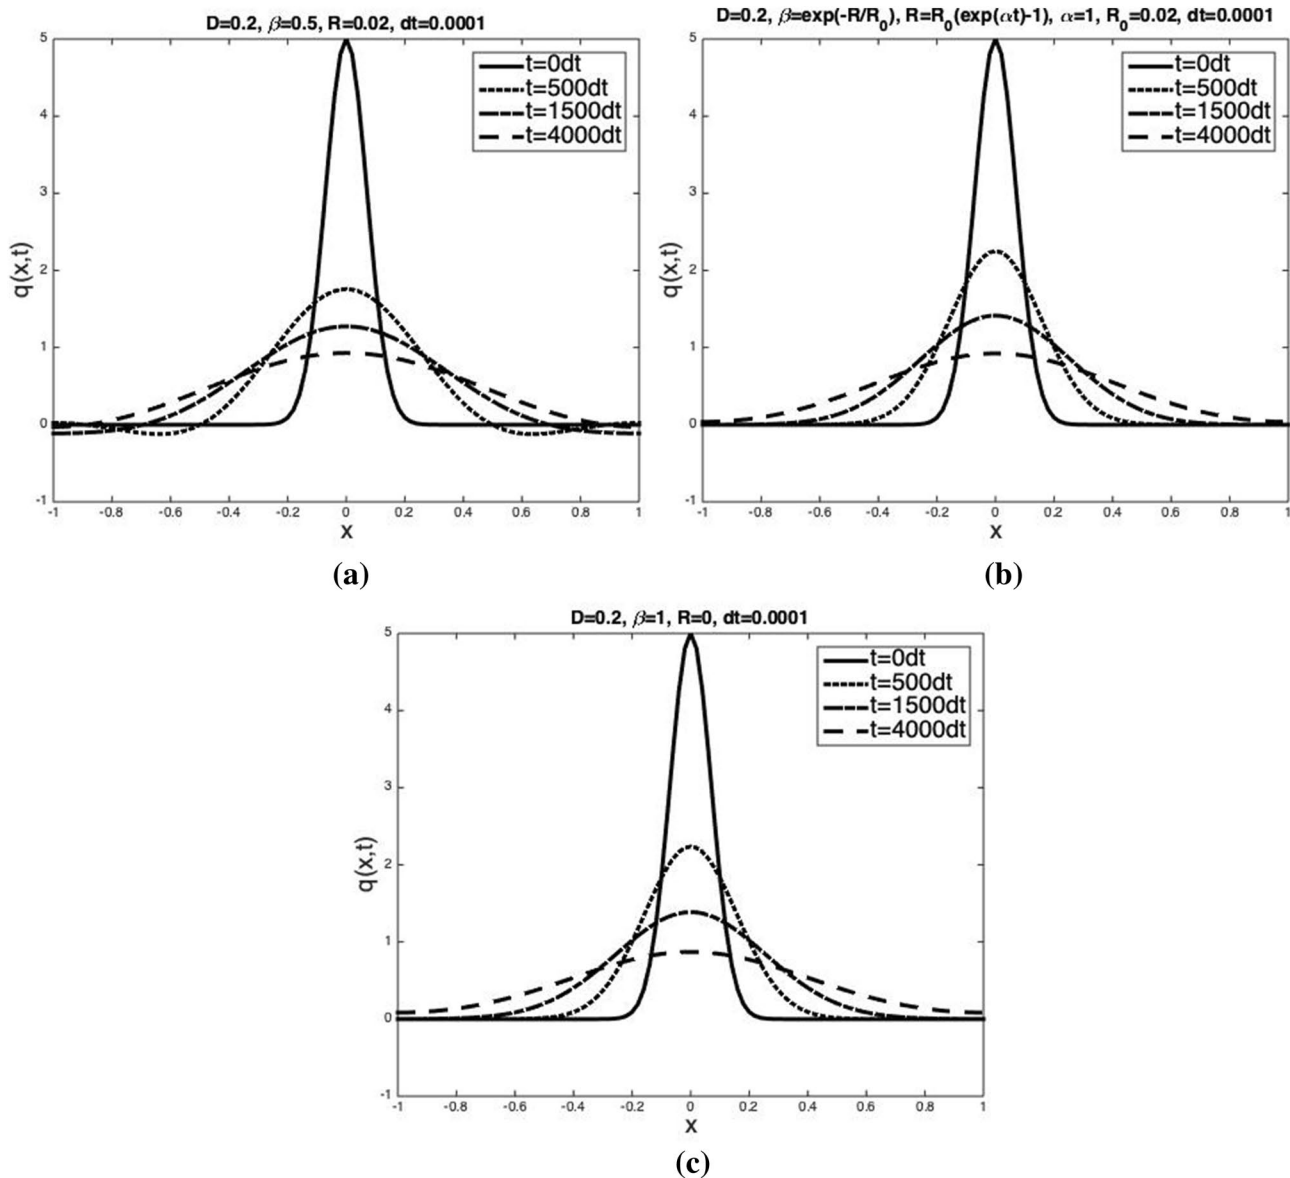 D=0.2, β=0.5, R=0.02, dt=0.0001
5
4
3
2
1
0
-1
q(x,t)
t=0dt
t=500dt
t=1500dt
t=4000dt
-1 -0.8 -0.6 -0.4 -0.2 0 0.2 0.4 0.6 0.8 1
x
(a)
D=0.2, β=exp(-R/R₀), R=R₀(exp(αt)-1), α=1, R₀=0.02, dt=0.0001
5
4
3
2
1
0
-1
q(x,t)
t=0dt
t=500dt
t=1500dt
t=4000dt
-1 -0.8 -0.6 -0.4 -0.2 0 0.2 0.4 0.6 0.8 1
x
(b)
D=0.2, β=1, R=0, dt=0.0001
5
4
3
2
1
0
-1
q(x,t)
t=0dt
t=500dt
t=1500dt
t=4000dt
-1 -0.8 -0.6 -0.4 -0.2 0 0.2 0.4 0.6 0.8 1
x
(c)